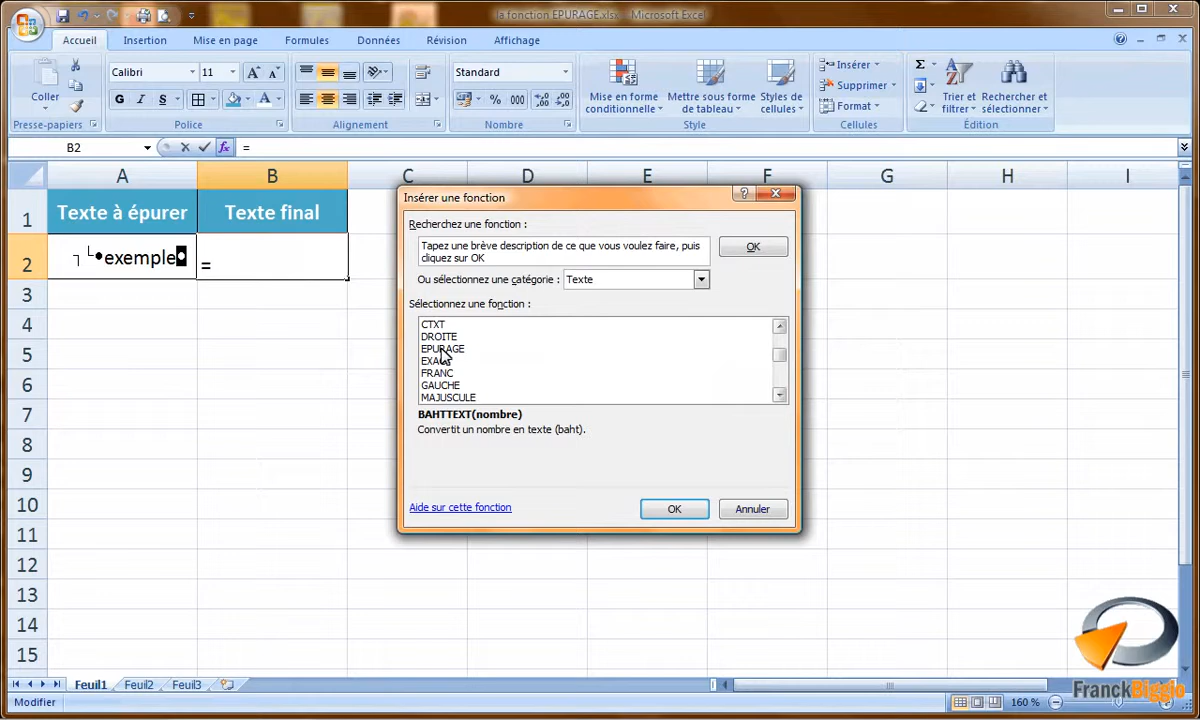 la fonction EPURAGE.xlsx - Microsoft Excel
Accueil Insertion Mise en page Formules Données Révision Affichage
Coller
Presse-papiers
Calibri 11
G I S
Police
Alignement
Standard
% 000
Nombre
Mise en forme conditionnelle
Mettre sous forme de tableau
Styles de cellules
Style
Insérer
Supprimer
Format
Cellules
Σ
Trier et filtrer
Rechercher et sélectionner
Édition
B2 fx =
A B C D E F G H I
1 Texte à épurer Texte final
2 ┐└•exemple◘ =
3
4
5
6
7
8
9
10
11
12
13
14
15
Insérer une fonction
Recherchez une fonction :
Tapez une brève description de ce que vous voulez faire, puis
cliquez sur OK
OK
Ou sélectionnez une catégorie : Texte
Sélectionnez une fonction :
CTXT
DROITE
EPURAGE
EXACT
FRANC
GAUCHE
MAJUSCULE
BAHTTEXT(nombre)
Convertit un nombre en texte (baht).
Aide sur cette fonction
OK Annuler
Feuil1 Feuil2 Feuil3
Modifier
160 %
FranckBiggio